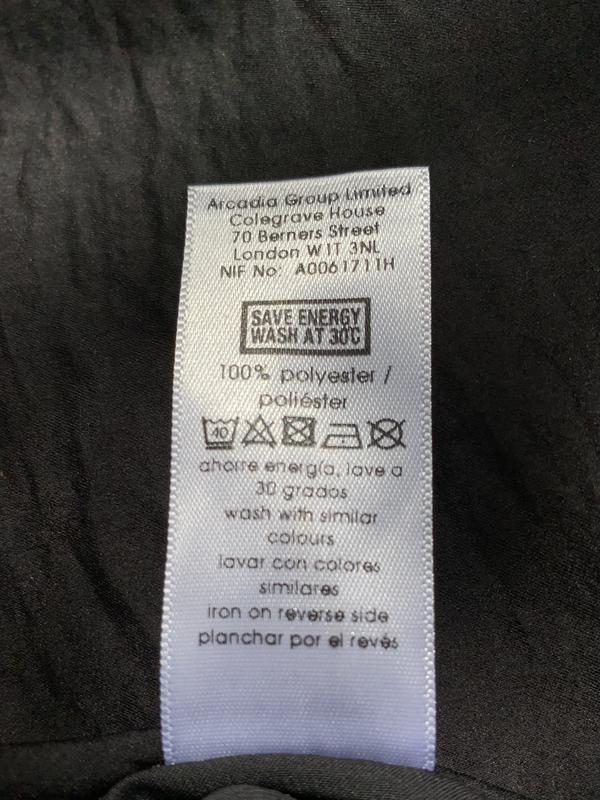 Arcadia Group Limited
Colegrave House
70 Berners Street
London W1T 3NL
NIF No: A0061711H
SAVE ENERGY
WASH AT 30°C
100% polyester /
poliéster
40
ahorre energía, lave a
30 grados
wash with similar
colours
lavar con colores
similares
iron on reverse side
planchar por el revés